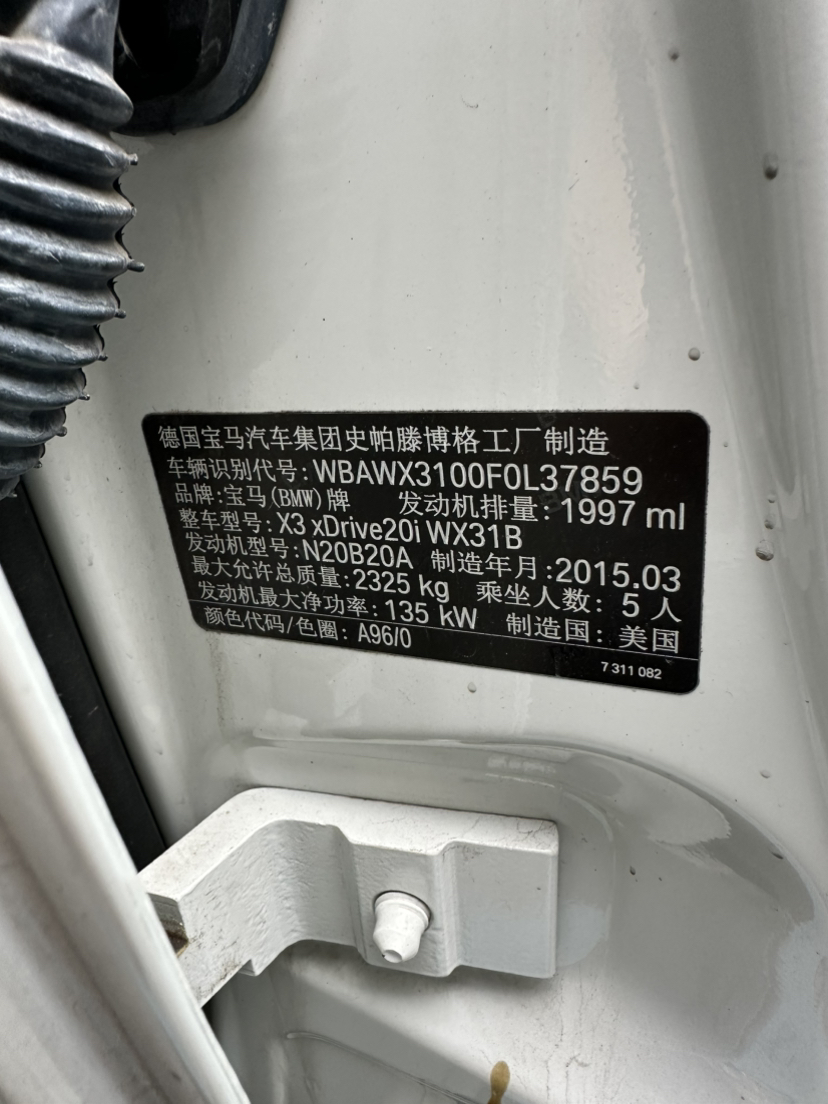 德国宝马汽车集团史帕滕博格工厂制造
车辆识别代号:WBAWX3100F0L37859
品牌:宝马(BMW)牌 发动机排量: 1997 ml
整车型号: X3 xDrive20i WX31B
发动机型号: N20B20A 制造年月:2015.03
最大允许总质量: 2325 kg 乘坐人数: 5 人
发动机最大净功率: 135 kW 制造国: 美国
颜色代码/色圈: A96/0
7 311 082